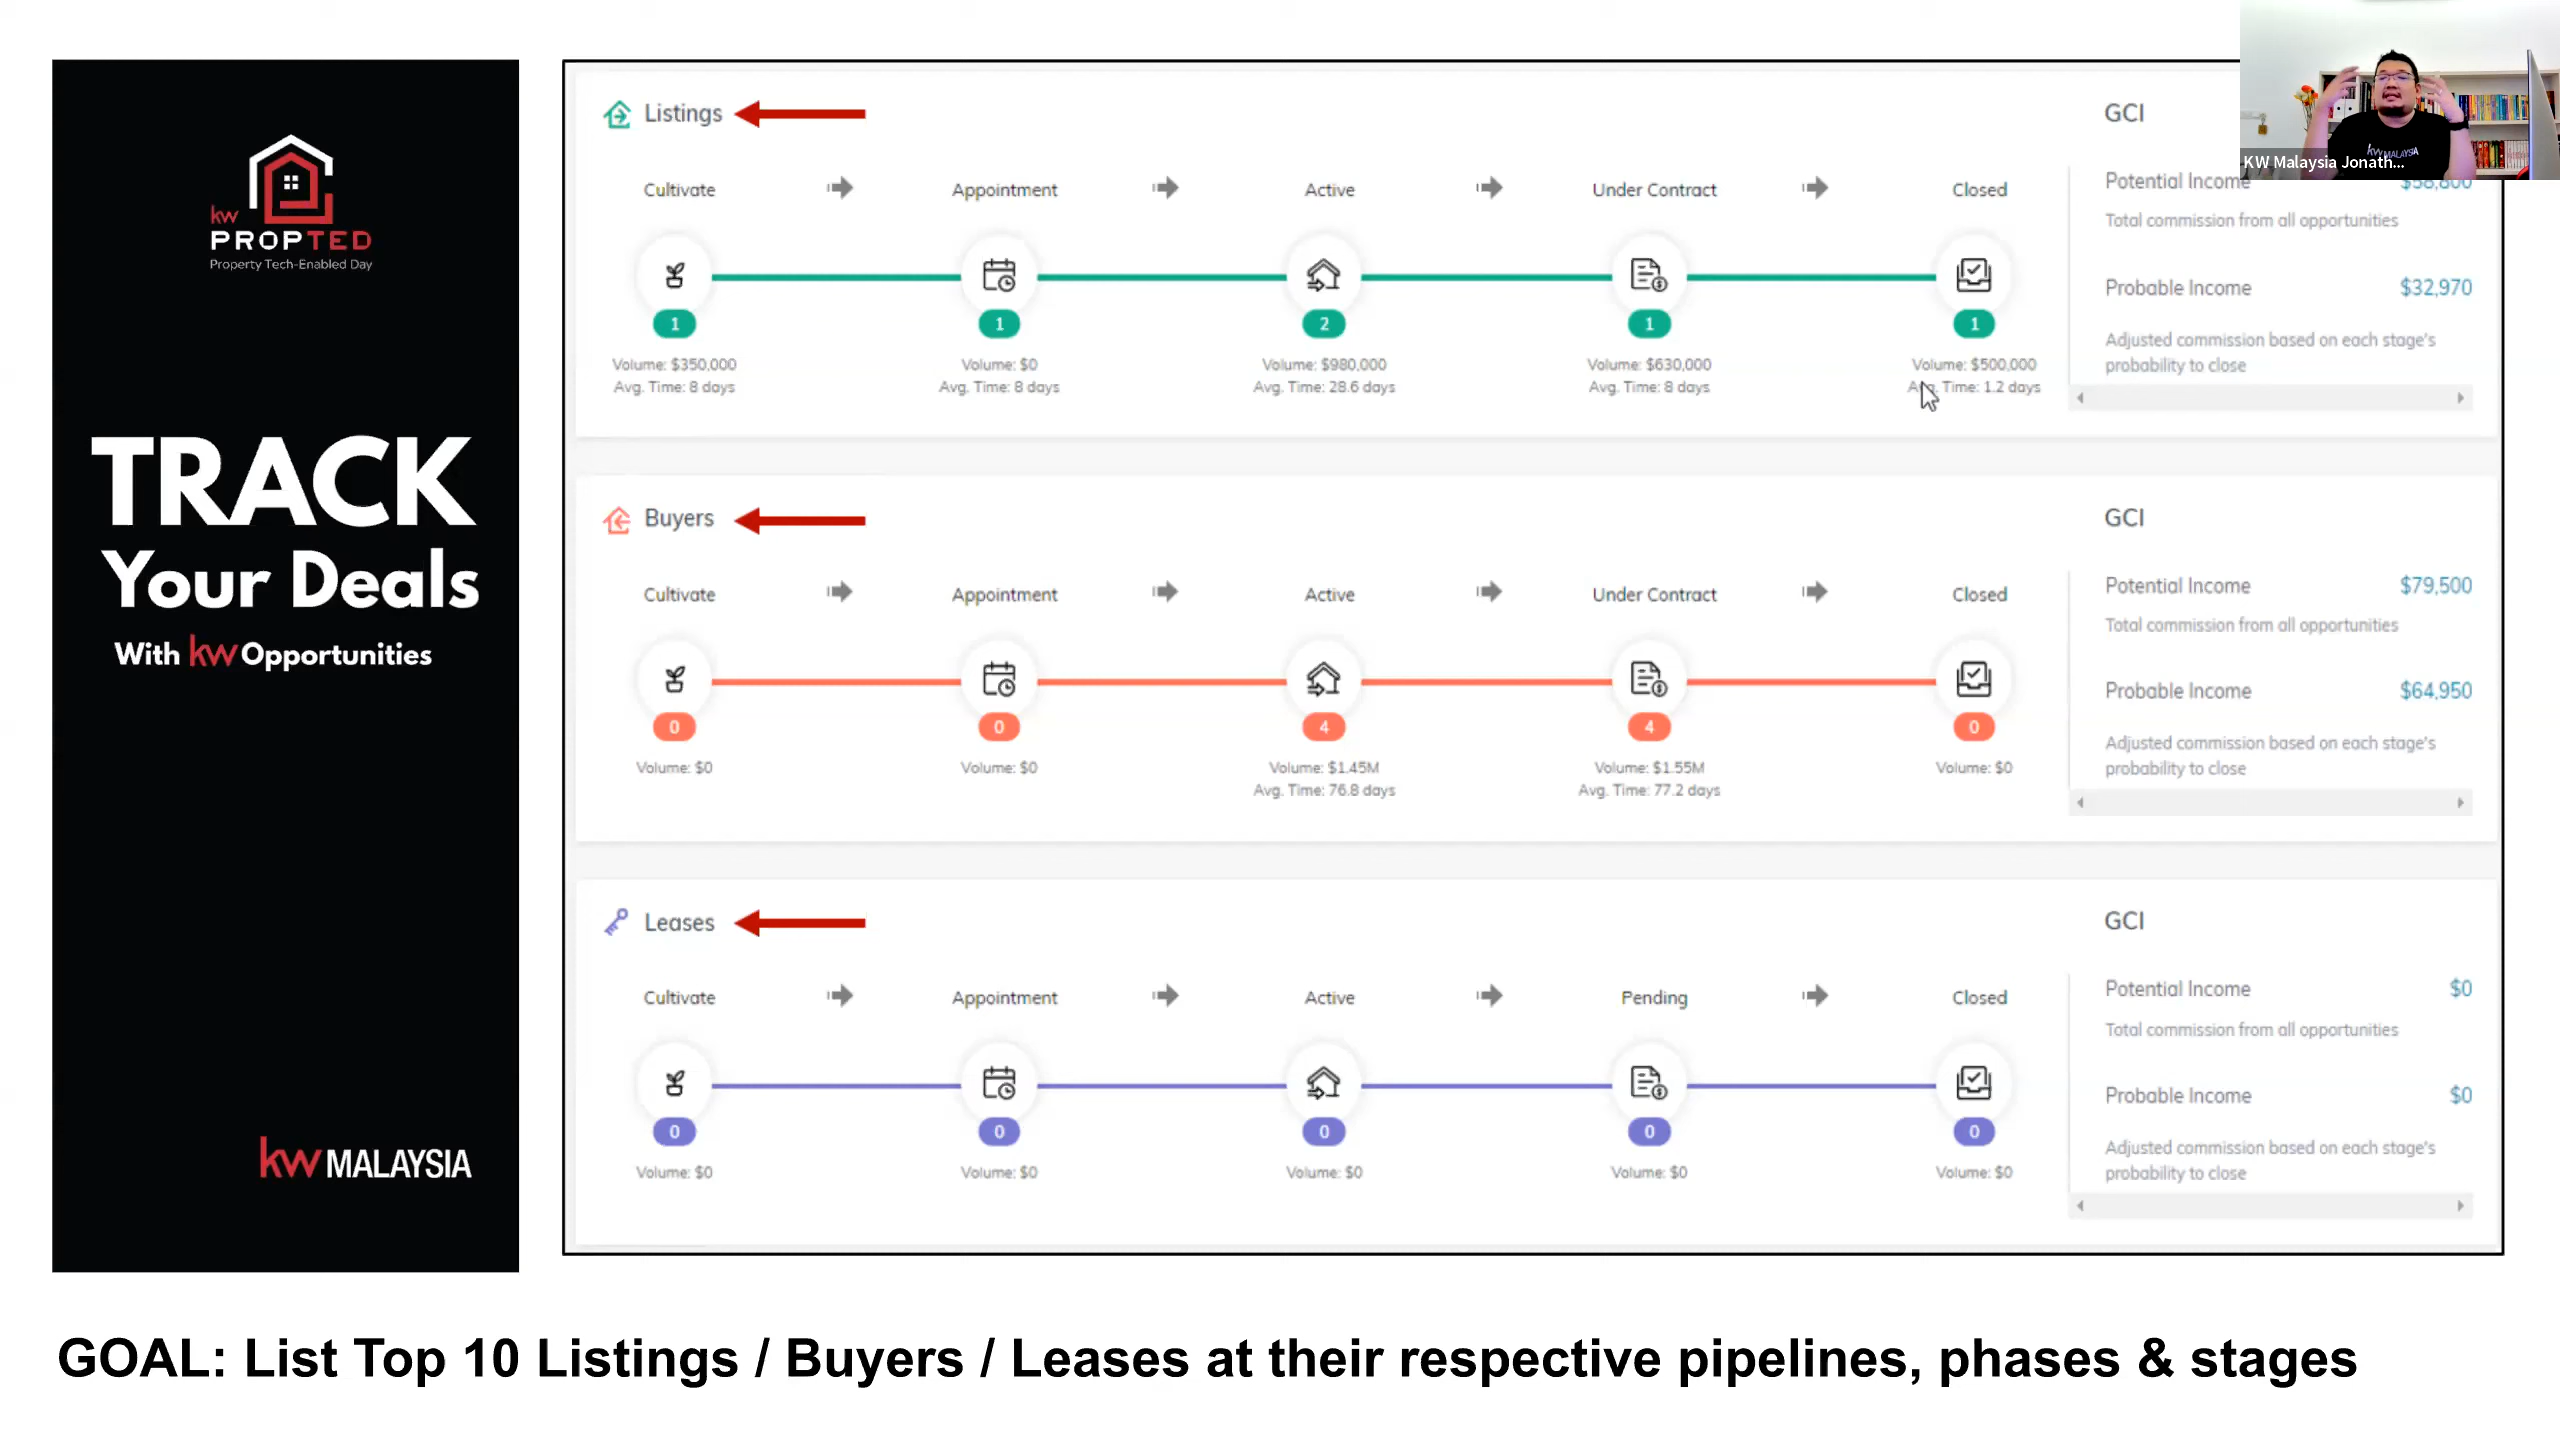 kw
PROPTED
Property Tech-Enabled Day
TRACK
Your Deals
With kw Opportunities
kw MALAYSIA
Listings
Cultivate
Appointment
Active
Under Contract
Closed
1
1
2
1
1
Volume: $350,000
Avg. Time: 8 days
Volume: $0
Avg. Time: 8 days
Volume: $980,000
Avg. Time: 28.6 days
Volume: $630,000
Avg. Time: 8 days
Volume: $500,000
Avg. Time: 1.2 days
GCI
Potential Income
Total commission from all opportunities
Probable Income $32,970
Adjusted commission based on each stage's
probability to close
kw MALAYSIA
KW Malaysia Jonath...
Buyers
Cultivate
Appointment
Active
Under Contract
Closed
0
0
4
4
0
Volume: $0
Volume: $0
Volume: $1.45M
Avg. Time: 76.8 days
Volume: $1.55M
Avg. Time: 77.2 days
Volume: $0
GCI
Potential Income $79,500
Total commission from all opportunities
Probable Income $64,950
Adjusted commission based on each stage's
probability to close
Leases
Cultivate
Appointment
Active
Pending
Closed
0
0
0
0
0
Volume: $0
Volume: $0
Volume: $0
Volume: $0
Volume: $0
GCI
Potential Income $0
Total commission from all opportunities
Probable Income $0
Adjusted commission based on each stage's
probability to close
GOAL: List Top 10 Listings / Buyers / Leases at their respective pipelines, phases & stages